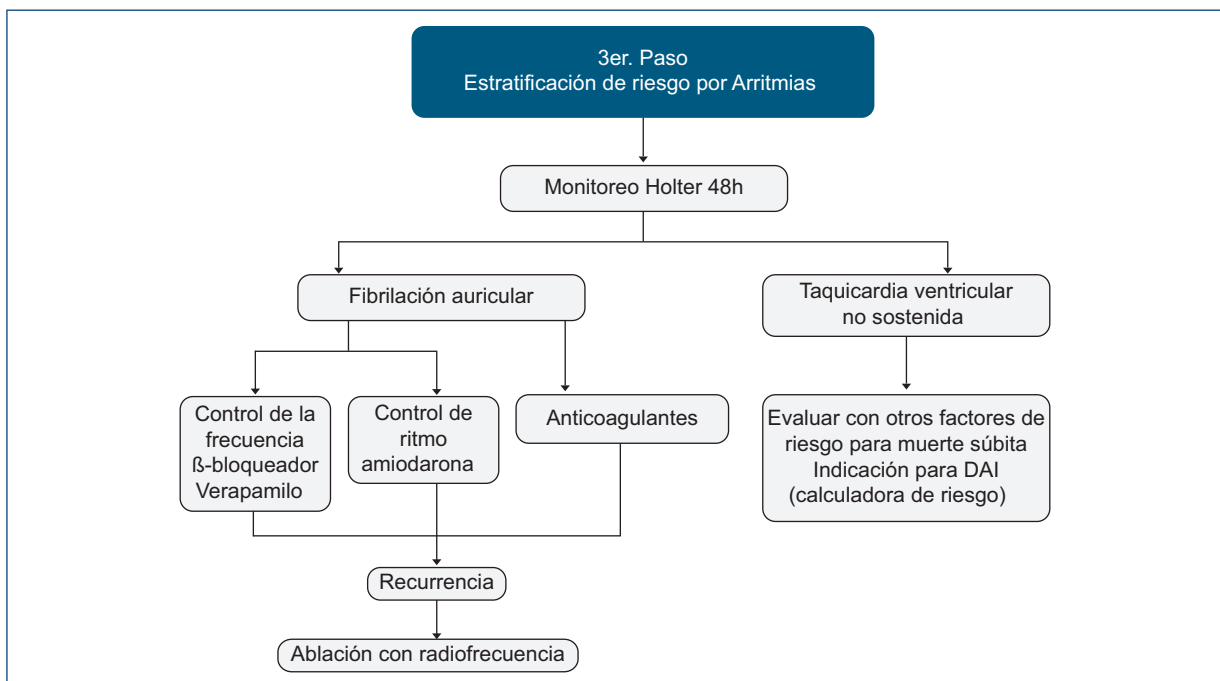 3er. Paso
Estratificación de riesgo por Arritmias
Monitoreo Holter 48h
Fibrilación auricular
Taquicardia ventricular
no sostenida
Control de la
frecuencia
ß-bloqueador
Verapamilo
Control de
ritmo
amiodarona
Anticoagulantes
Evaluar con otros factores de
riesgo para muerte súbita
Indicación para DAI
(calculadora de riesgo)
Recurrencia
Ablación con radiofrecuencia